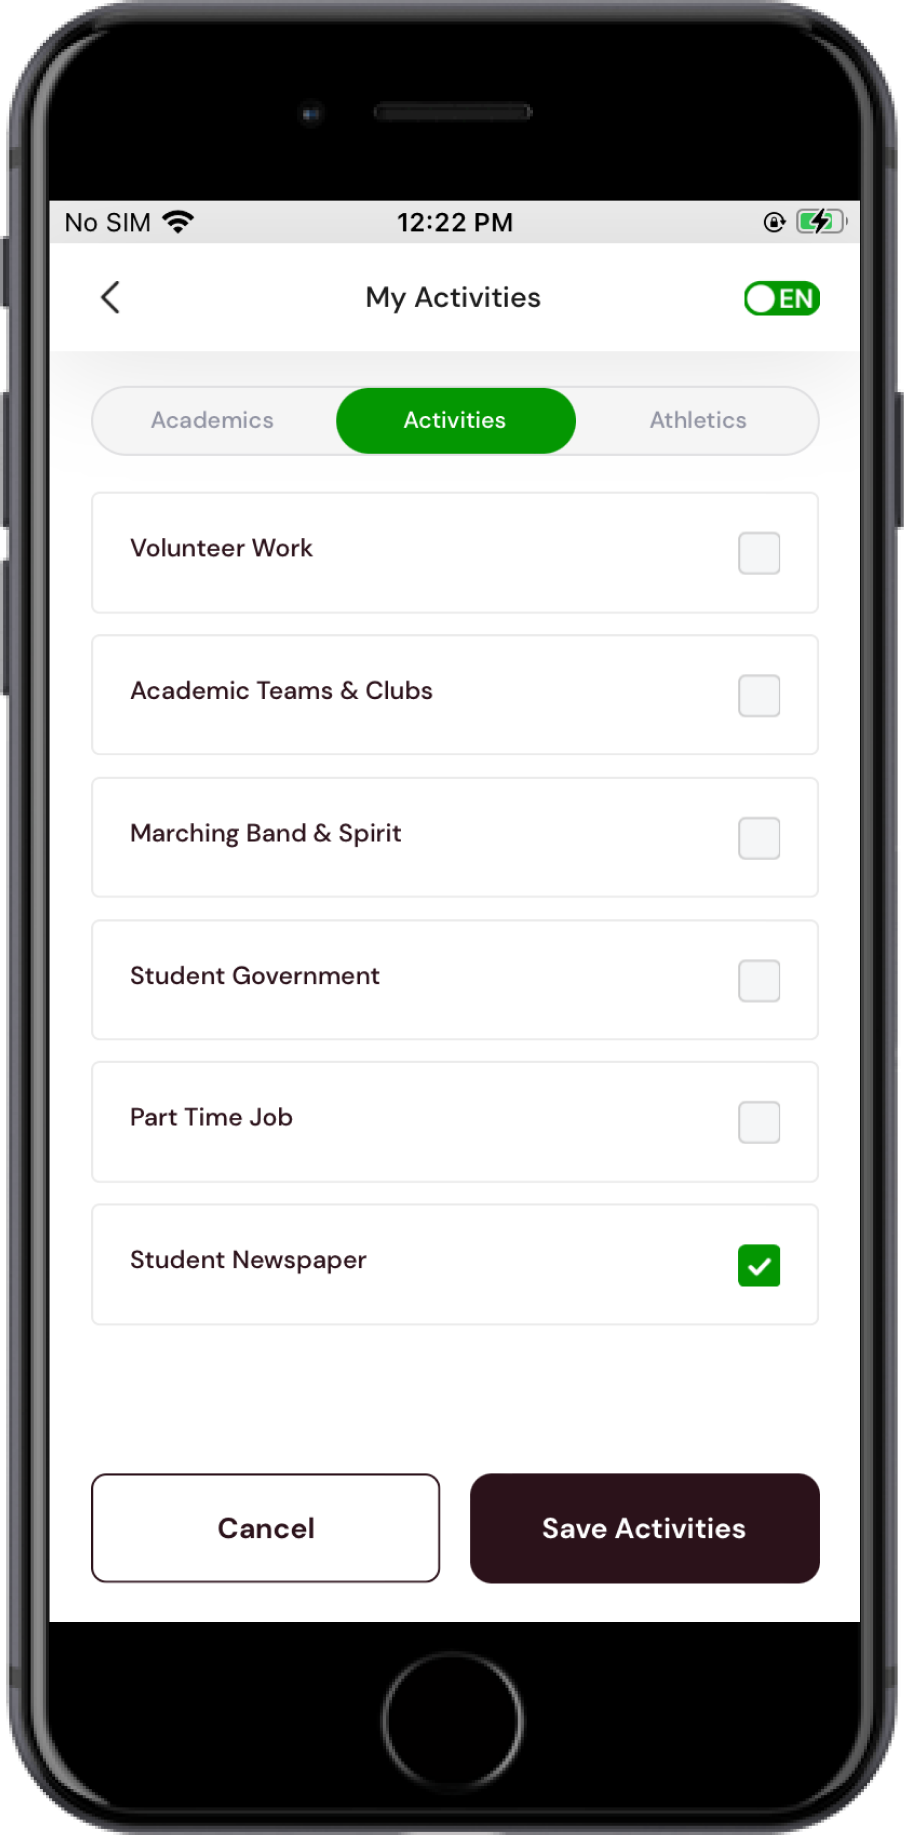 No SIM 12:22 PM
My Activities EN
Academics Activities Athletics
Volunteer Work
Academic Teams & Clubs
Marching Band & Spirit
Student Government
Part Time Job
Student Newspaper
Cancel Save Activities